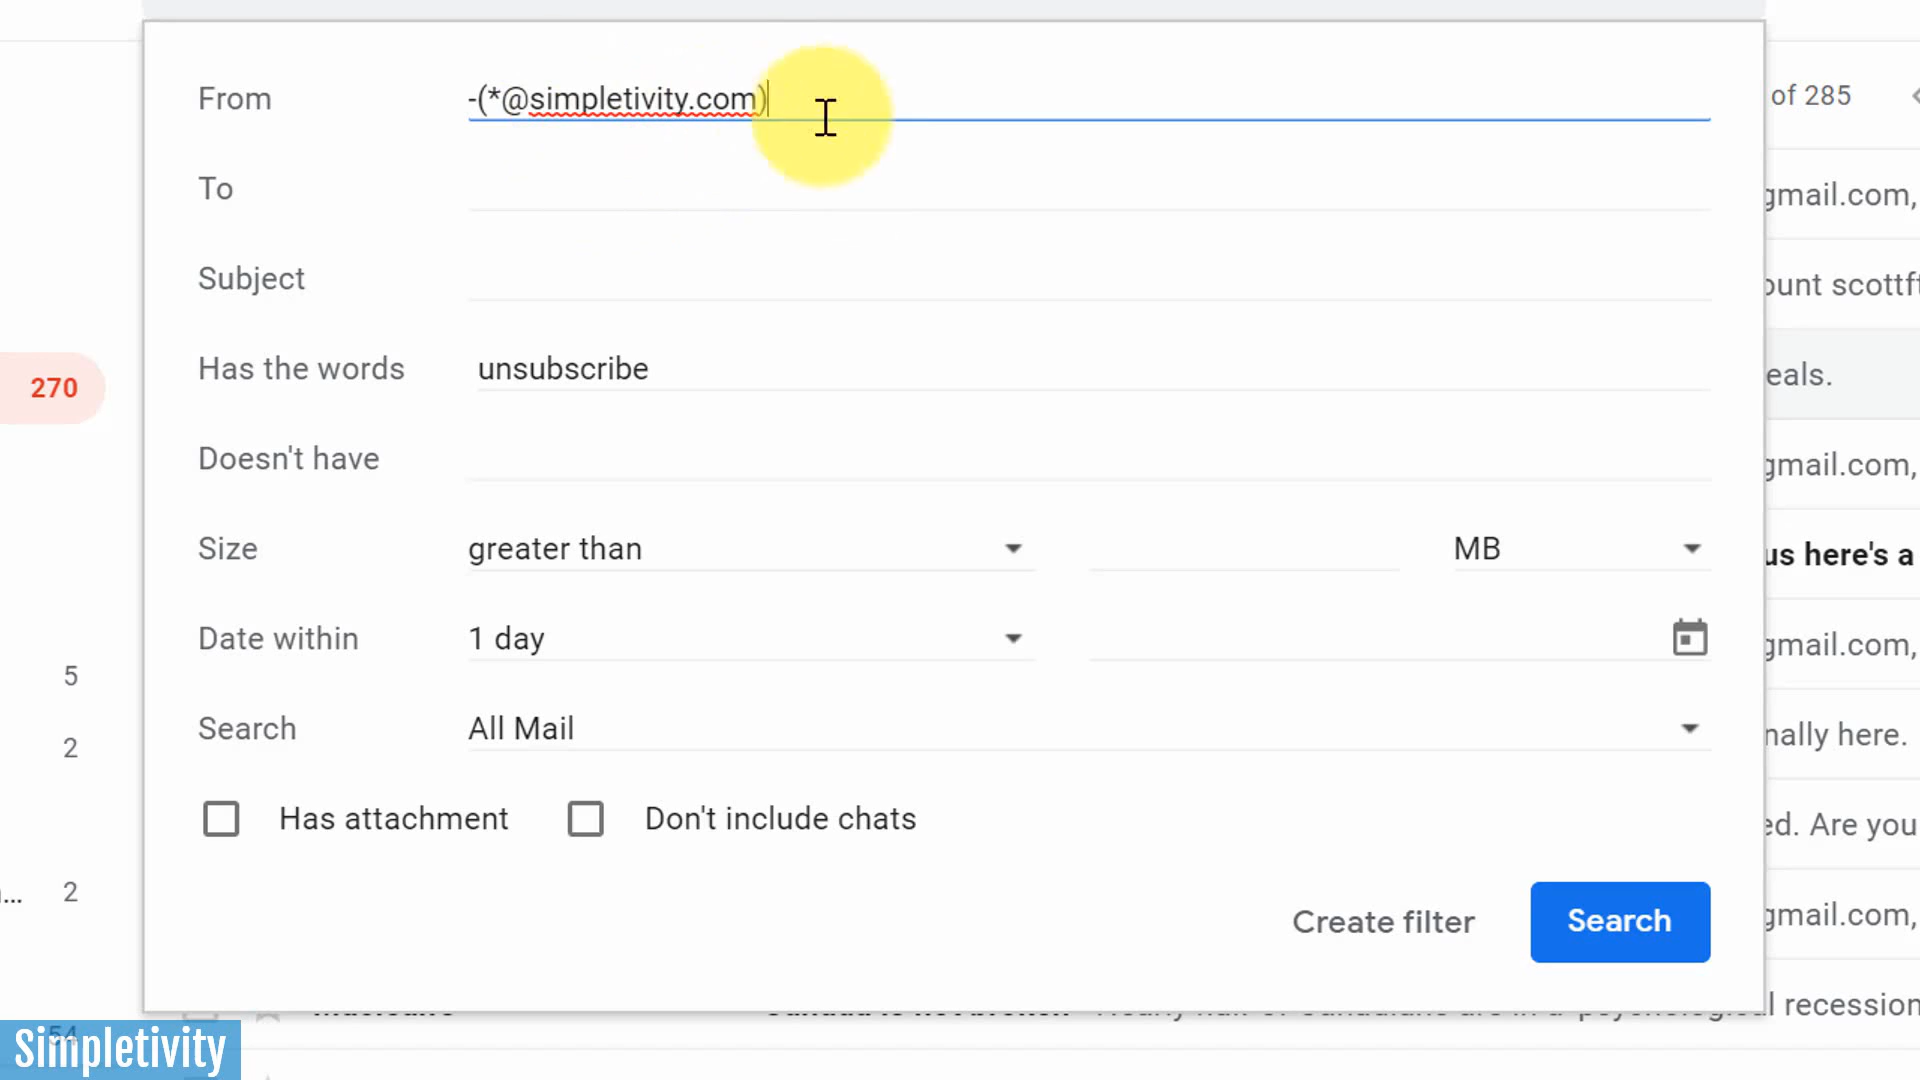 From -(*@simpletivity.com)
of 285
To
gmail.com,
Subject
ount scottft
Has the words unsubscribe
eals.
270
Doesn't have
gmail.com,
Size greater than MB
us here's a
Date within 1 day
gmail.com,
5
Search All Mail
nally here.
2
Has attachment Don't include chats
ed. Are you
2
Create filter Search
gmail.com,
l recession
54
Simpletivity